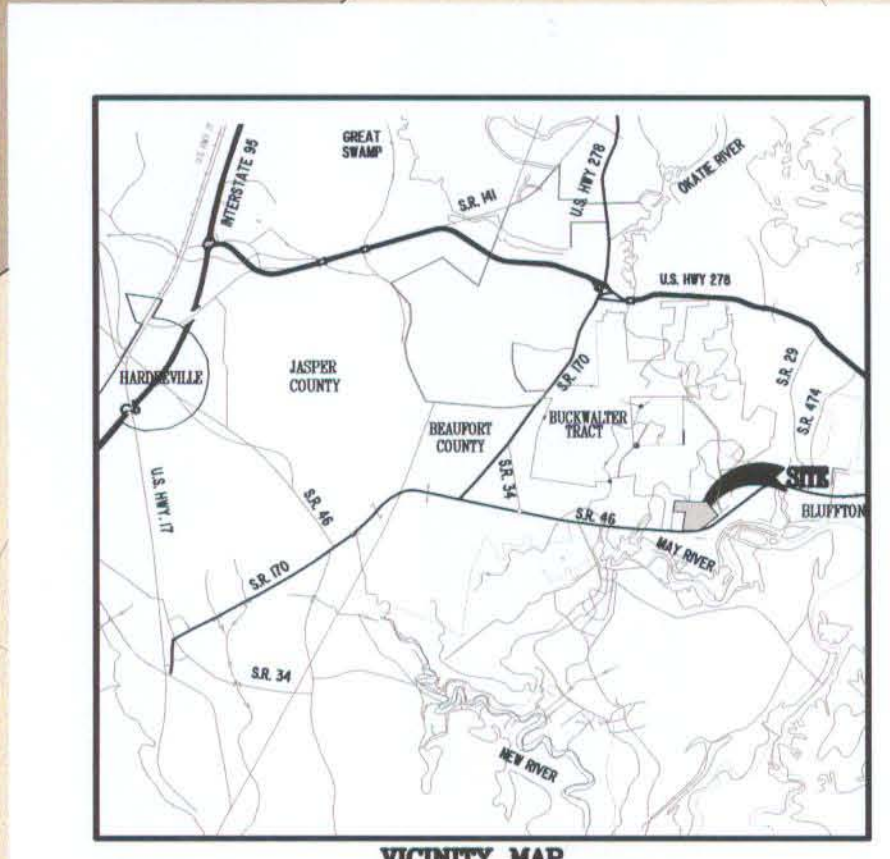 GREAT
SWAMP
INTERSTATE 95
U.S. HWY 278
OKATIE RIVER
S.R. 141
U.S. HWY 278
HARDEEVILLE
JASPER
COUNTY
S.R. 170
S.R. 29
BEAUFORT
COUNTY
BUCKWALTER
TRACT
S.R. 474
S.R. 34
SITE
BLUFFTON
U.S. HWY. 17
S.R. 46
S.R. 46
MAY RIVER
S.R. 170
S.R. 34
NEW RIVER
VICINITY MAP